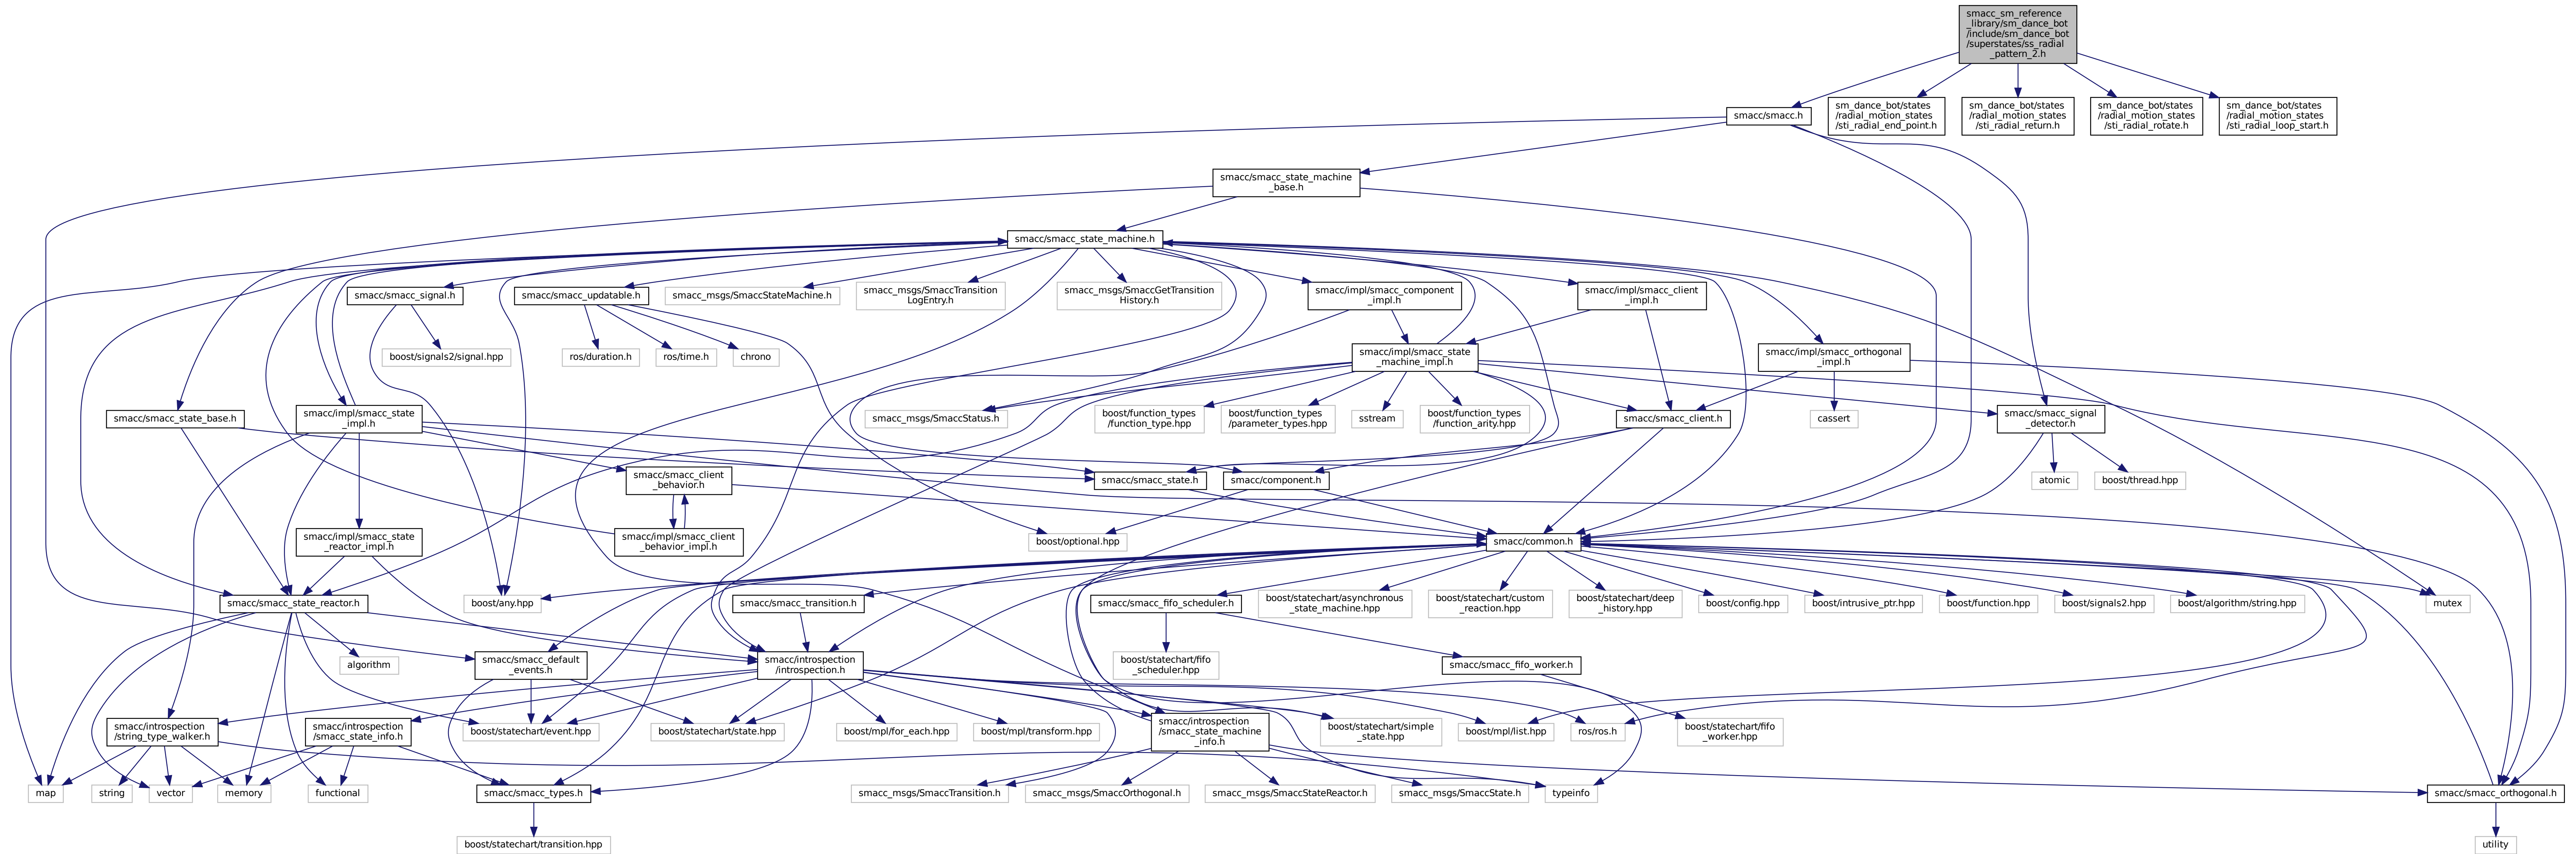 smacc_sm_reference
_library/sm_dance_bot
/include/sm_dance_bot
/superstates/ss_radial
_pattern_2.h
smacc/smacc.h
sm_dance_bot/states
/radial_motion_states
/sti_radial_end_point.h
sm_dance_bot/states
/radial_motion_states
/sti_radial_return.h
sm_dance_bot/states
/radial_motion_states
/sti_radial_rotate.h
sm_dance_bot/states
/radial_motion_states
/sti_radial_loop_start.h
smacc/smacc_state_machine
_base.h
smacc/smacc_state_machine.h
smacc/smacc_signal.h
smacc/smacc_updatable.h
smacc_msgs/SmaccStateMachine.h
smacc_msgs/SmaccTransition
LogEntry.h
smacc_msgs/SmaccGetTransition
History.h
smacc/impl/smacc_component
_impl.h
smacc/impl/smacc_client
_impl.h
boost/signals2/signal.hpp
ros/duration.h
ros/time.h
chrono
smacc/impl/smacc_state
_machine_impl.h
smacc/impl/smacc_orthogonal
_impl.h
smacc/smacc_state_base.h
smacc/impl/smacc_state
_impl.h
smacc_msgs/SmaccStatus.h
boost/function_types
/function_type.hpp
boost/function_types
/parameter_types.hpp
sstream
boost/function_types
/function_arity.hpp
smacc/smacc_client.h
cassert
smacc/smacc_signal
_detector.h
smacc/smacc_client
_behavior.h
smacc/smacc_state.h
smacc/component.h
atomic
boost/thread.hpp
smacc/impl/smacc_state
_reactor_impl.h
smacc/impl/smacc_client
_behavior_impl.h
boost/optional.hpp
smacc/common.h
smacc/smacc_state_reactor.h
boost/any.hpp
smacc/smacc_transition.h
smacc/smacc_fifo_scheduler.h
boost/statechart/asynchronous
_state_machine.hpp
boost/statechart/custom
_reaction.hpp
boost/statechart/deep
_history.hpp
boost/config.hpp
boost/intrusive_ptr.hpp
boost/function.hpp
boost/signals2.hpp
boost/algorithm/string.hpp
mutex
algorithm
smacc/smacc_default
_events.h
smacc/introspection
/introspection.h
boost/statechart/fifo
_scheduler.hpp
smacc/smacc_fifo_worker.h
smacc/introspection
/string_type_walker.h
smacc/introspection
/smacc_state_info.h
boost/statechart/event.hpp
boost/statechart/state.hpp
boost/mpl/for_each.hpp
boost/mpl/transform.hpp
smacc/introspection
/smacc_state_machine
_info.h
boost/statechart/simple
_state.hpp
boost/mpl/list.hpp
ros/ros.h
boost/statechart/fifo
_worker.hpp
map
string
vector
memory
functional
smacc/smacc_types.h
smacc_msgs/SmaccTransition.h
smacc_msgs/SmaccOrthogonal.h
smacc_msgs/SmaccStateReactor.h
smacc_msgs/SmaccState.h
typeinfo
smacc/smacc_orthogonal.h
boost/statechart/transition.hpp
utility